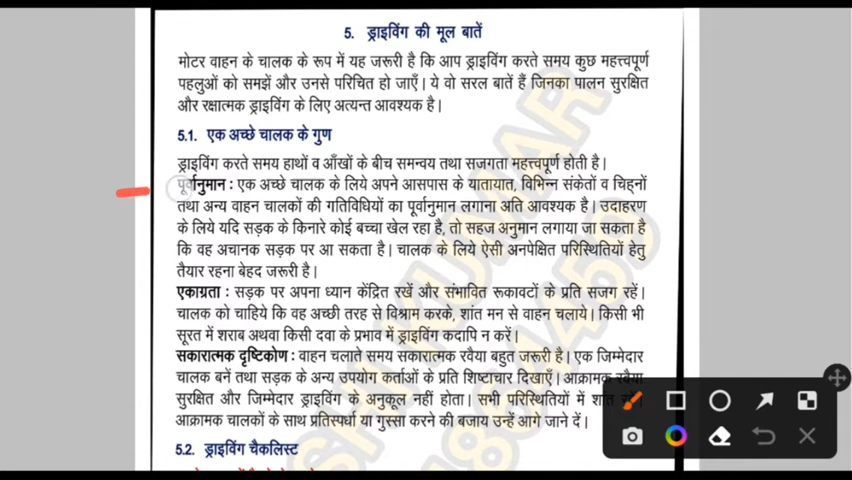 5. ड्राइविंग की मूल बातें
मोटर वाहन के चालक के रूप में यह जरूरी है कि आप ड्राइविंग करते समय कुछ महत्त्वपूर्ण
पहलुओं को समझें और उनसे परिचित हो जाएँ। ये वो सरल बातें हैं जिनका पालन सुरक्षित
और रक्षात्मक ड्राइविंग के लिए अत्यन्त आवश्यक है।
5.1. एक अच्छे चालक के गुण
ड्राइविंग करते समय हाथों व आँखों के बीच समन्वय तथा सजगता महत्त्वपूर्ण होती है।
पूर्वानुमान : एक अच्छे चालक के लिये अपने आसपास के यातायात, विभिन्न संकेतों व चिह्नों
तथा अन्य वाहन चालकों की गतिविधियों का पूर्वानुमान लगाना अति आवश्यक है। उदाहरण
के लिये यदि सड़क के किनारे कोई बच्चा खेल रहा है, तो सहज अनुमान लगाया जा सकता है
कि वह अचानक सड़क पर आ सकता है। चालक के लिये ऐसी अनपेक्षित परिस्थितियों हेतु
तैयार रहना बेहद जरूरी है।
एकाग्रता : सड़क पर अपना ध्यान केंद्रित रखें और संभावित रूकावटों के प्रति सजग रहें।
चालक को चाहिये कि वह अच्छी तरह से विश्राम करके, शांत मन से वाहन चलाये। किसी भी
सूरत में शराब अथवा किसी दवा के प्रभाव में ड्राइविंग कदापि न करें।
सकारात्मक दृष्टिकोण : वाहन चलाते समय सकारात्मक रवैया बहुत जरूरी है। एक जिम्मेदार
चालक बनें तथा सड़क के अन्य उपयोग कर्ताओं के प्रति शिष्टाचार दिखाएँ। आक्रामक रवैया
सुरक्षित और जिम्मेदार ड्राइविंग के अनुकूल नहीं होता। सभी परिस्थितियों में शांत रहें।
आक्रामक चालकों के साथ प्रतिस्पर्धा या गुस्सा करने की बजाय उन्हें आगे जाने दें।
5.2. ड्राइविंग चैकलिस्ट